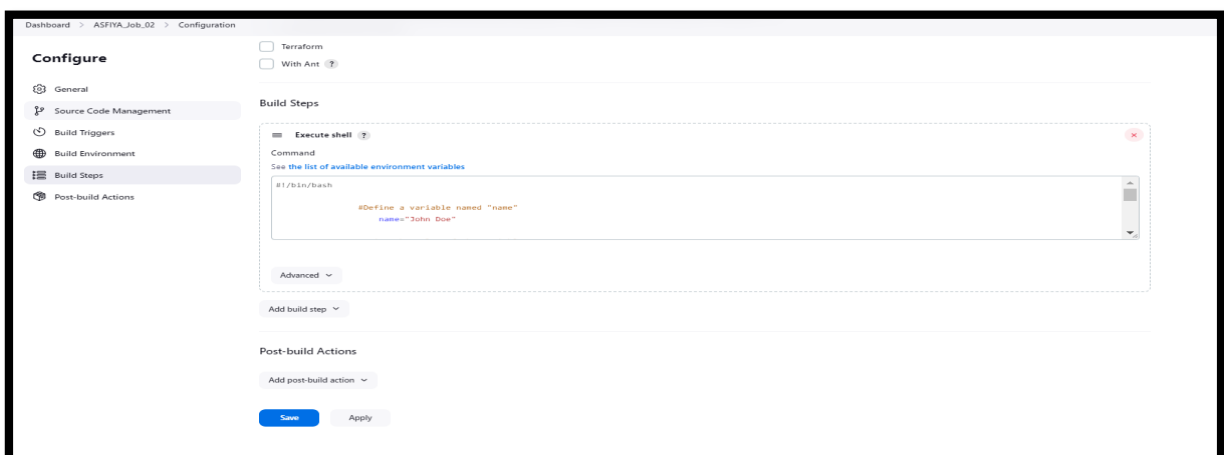 Dashboard > ASFIYA_Job_02 > Configuration
Configure
General
Source Code Management
Build Triggers
Build Environment
Build Steps
Post-build Actions
Terraform
With Ant ?
Build Steps
Execute shell ?
Command
See the list of available environment variables
#!/bin/bash
#Define a variable named "name"
name="John Doe"
Advanced
Add build step
Post-build Actions
Add post-build action
Save Apply